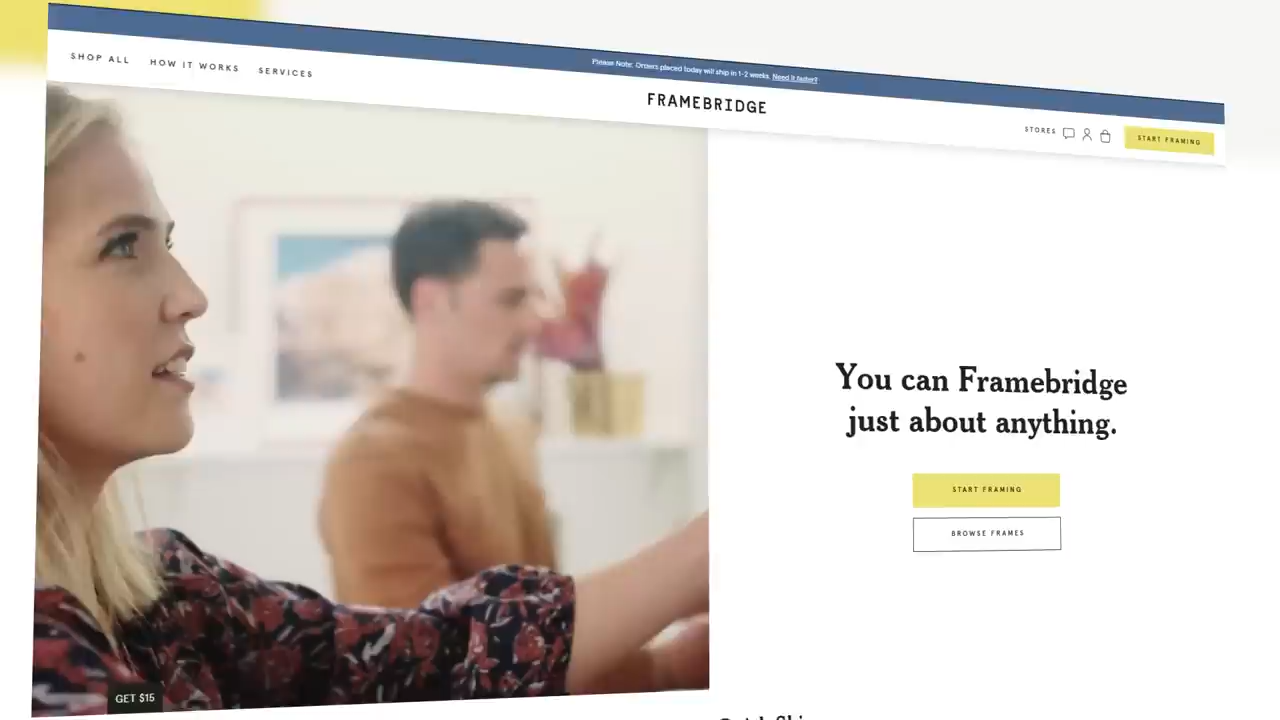 Please Note: Orders placed today will ship in 1-2 weeks. Need it faster?
SHOP ALL HOW IT WORKS SERVICES
FRAMEBRIDGE
STORES
START FRAMING
You can Framebridge
just about anything.
START FRAMING
BROWSE FRAMES
GET $15